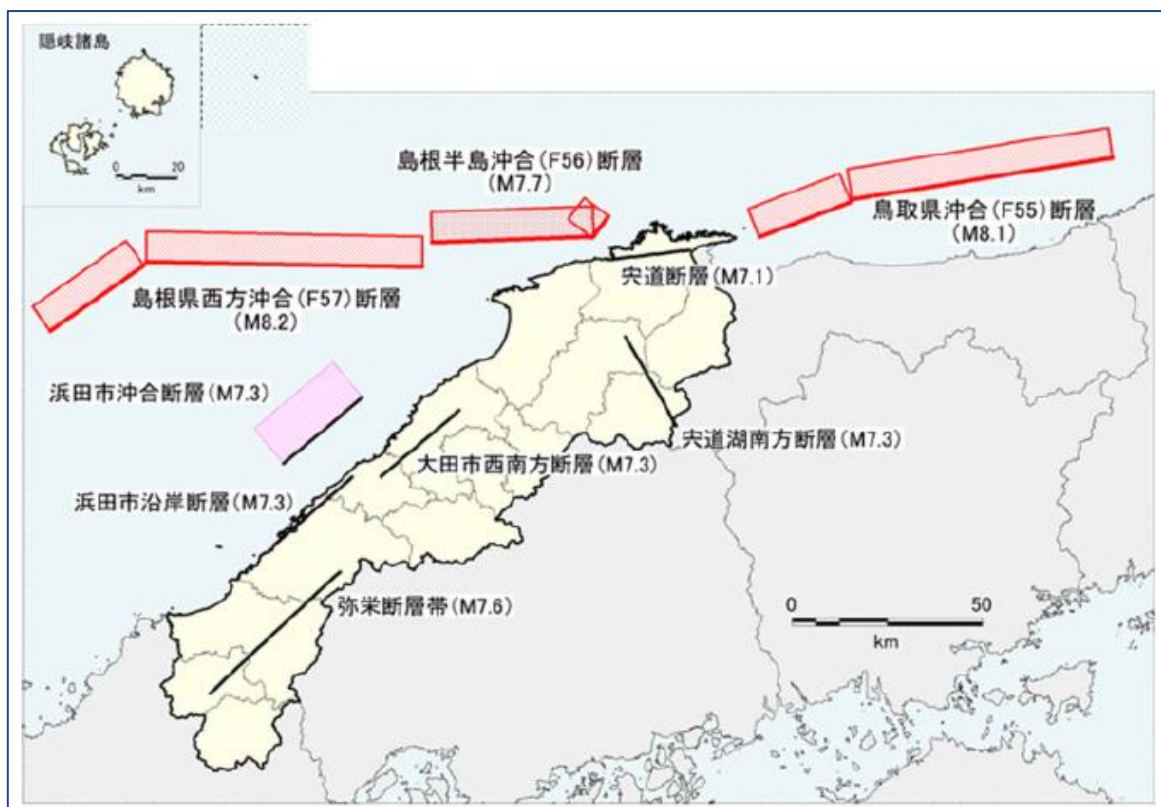 隠岐諸島
0 20
km
島根半島沖合(F56)断層
(M7.7)
鳥取県沖合(F55)断層
(M8.1)
宍道断層(M7.1)
島根県西方沖合(F57)断層
(M8.2)
浜田市沖合断層(M7.3)
宍道湖南方断層(M7.3)
大田市西南方断層(M7.3)
浜田市沿岸断層(M7.3)
弥栄断層帯(M7.6)
0 50
km